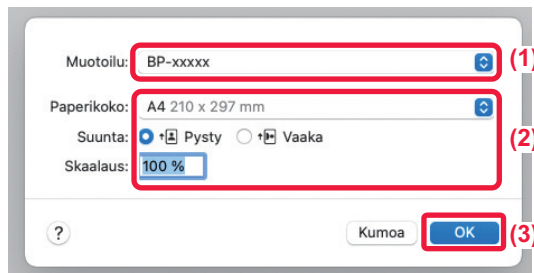 Muotoilu: BP-xxxxx (1)
Paperikoko: A4 210 x 297 mm
Suunta: Pysty Vaaka (2)
Skaalaus: 100 %
? Kumoa OK (3)